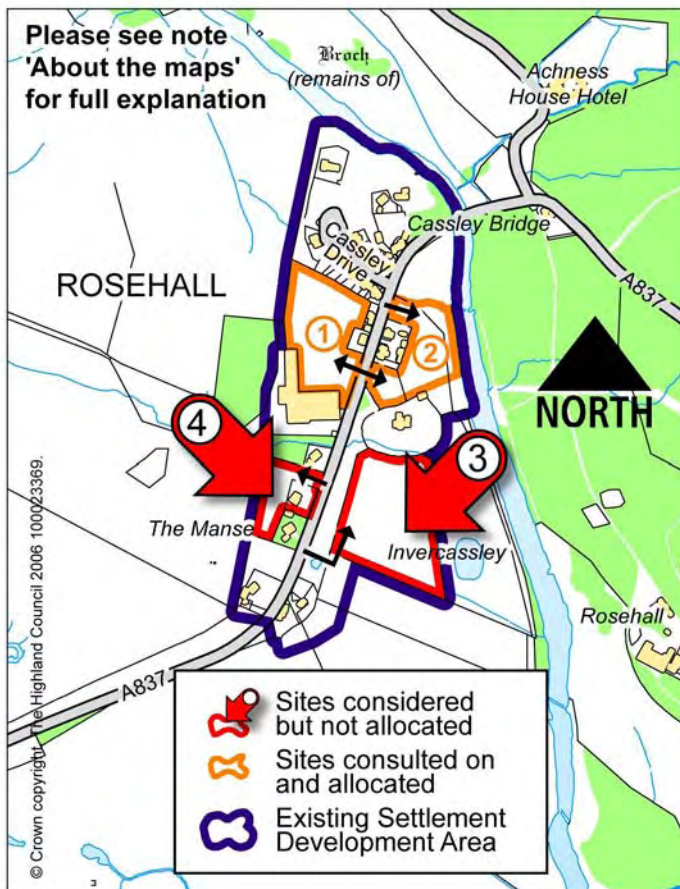 Please see note
'About the maps'
for full explanation
Broch
(remains of)
Achness
House Hotel
Cassley Bridge
Cassley
Drive
A837
ROSEHALL
1
2
NORTH
4
3
The Manse
Invercassley
Rosehall
A837
© Crown copyright The Highland Council 2006 100023369.
Sites considered
but not allocated
Sites consulted on
and allocated
Existing Settlement
Development Area